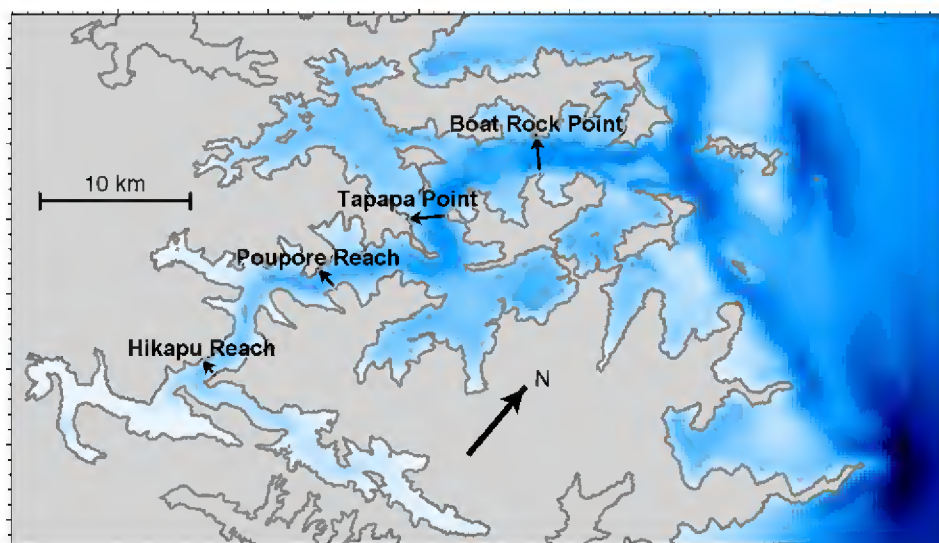 Boat Rock Point
10 km
Tapapa Point
Poupore Reach
Hikapu Reach
N